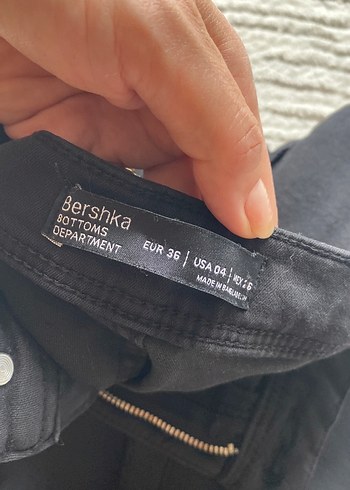 Bershka
BOTTOMS
DEPARTMENT
EUR 36 | USA 04 | MEX 26
MADE IN BANGLADESH